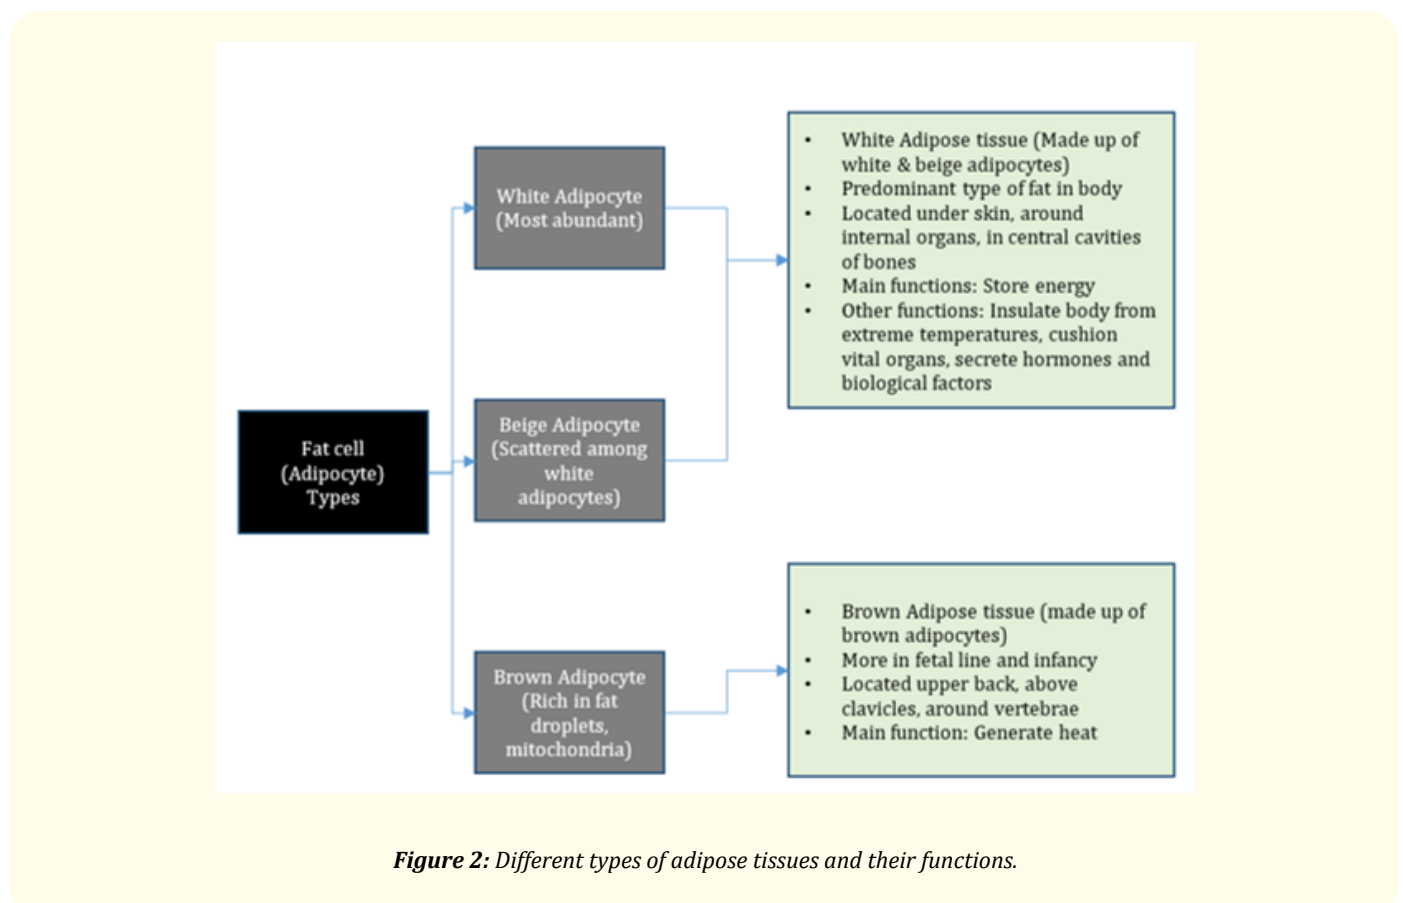 Fat cell
(Adipocyte)
Types
White Adipocyte
(Most abundant)
Beige Adipocyte
(Scattered among
white
adipocytes)
Brown Adipocyte
(Rich in fat
droplets,
mitochondria)
• White Adipose tissue (Made up of
white & beige adipocytes)
• Predominant type of fat in body
• Located under skin, around
internal organs, in central cavities
of bones
• Main functions: Store energy
• Other functions: Insulate body from
extreme temperatures, cushion
vital organs, secrete hormones and
biological factors
• Brown Adipose tissue (made up of
brown adipocytes)
• More in fetal line and infancy
• Located upper back, above
clavicles, around vertebrae
• Main function: Generate heat
Figure 2: Different types of adipose tissues and their functions.